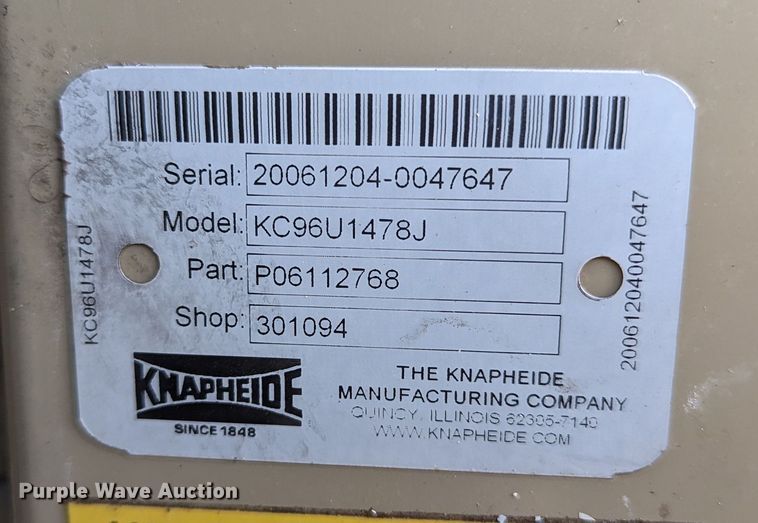 Serial: 20061204-0047647
Model: KC96U1478J
Part: P06112768
Shop: 301094
KC96U1478J
200612040047647
KNAPHEIDE
SINCE 1848
THE KNAPHEIDE
MANUFACTURING COMPANY
QUINCY, ILLINOIS 62305-7140
WWW.KNAPHEIDE.COM
Purple Wave Auction